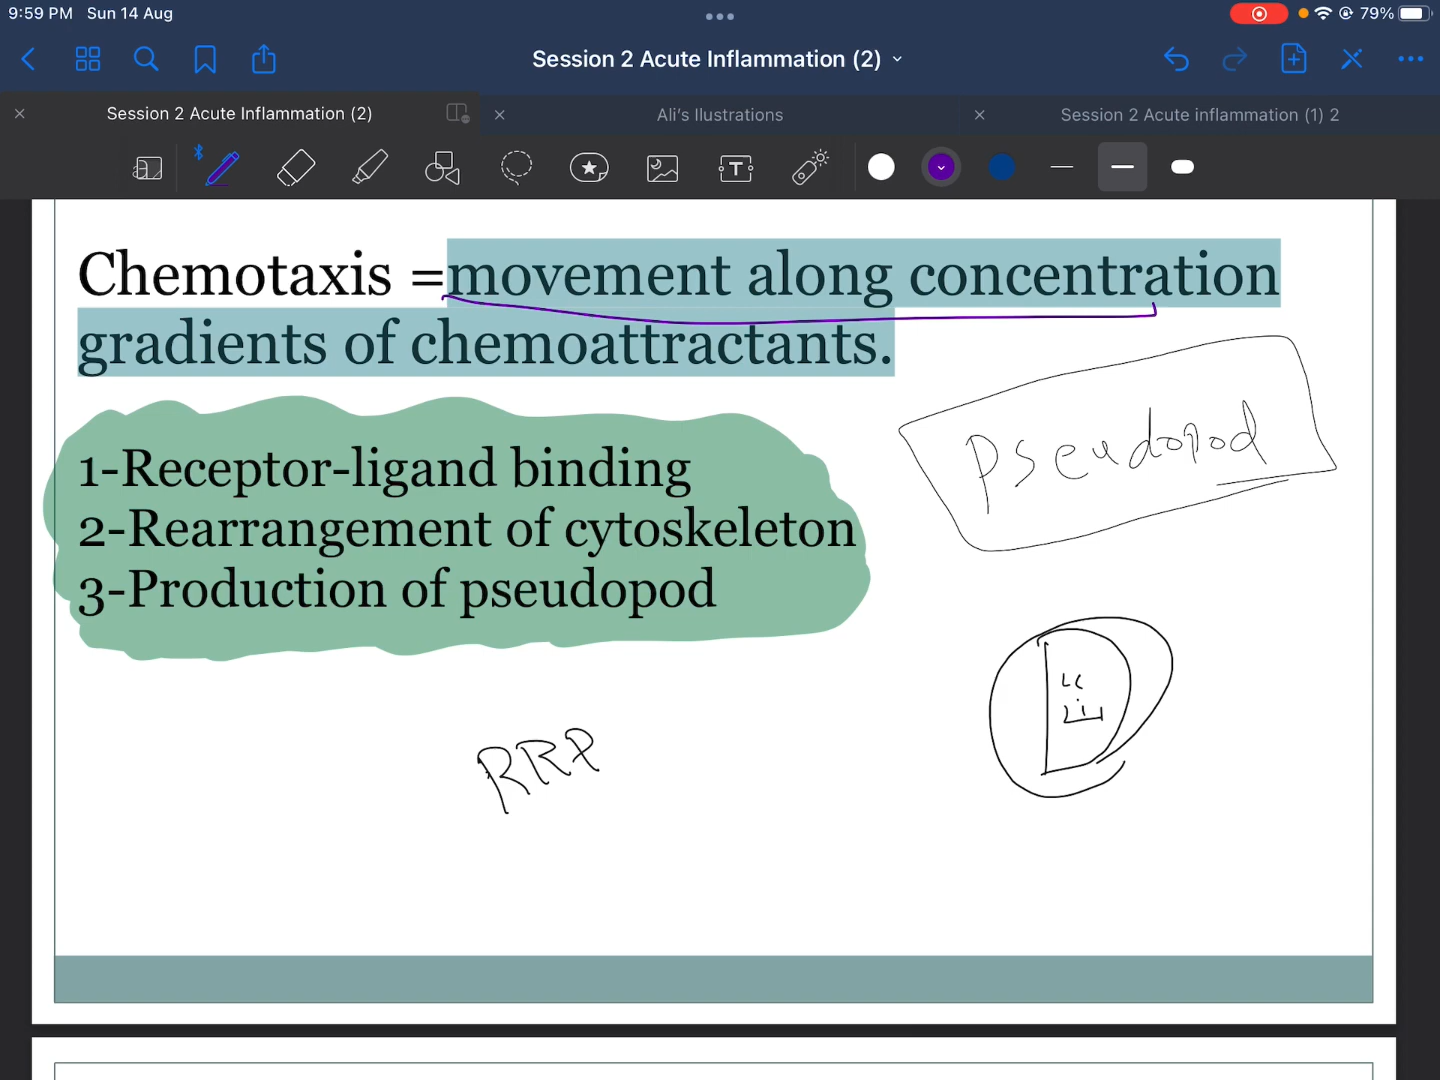 9:59 PM Sun 14 Aug
79%
Session 2 Acute Inflammation (2)
Session 2 Acute Inflammation (2)
Ali's Ilustrations
Session 2 Acute inflammation (1) 2
Chemotaxis =movement along concentration
gradients of chemoattractants.
Pseudopod
1-Receptor-ligand binding
2-Rearrangement of cytoskeleton
3-Production of pseudopod
RRP